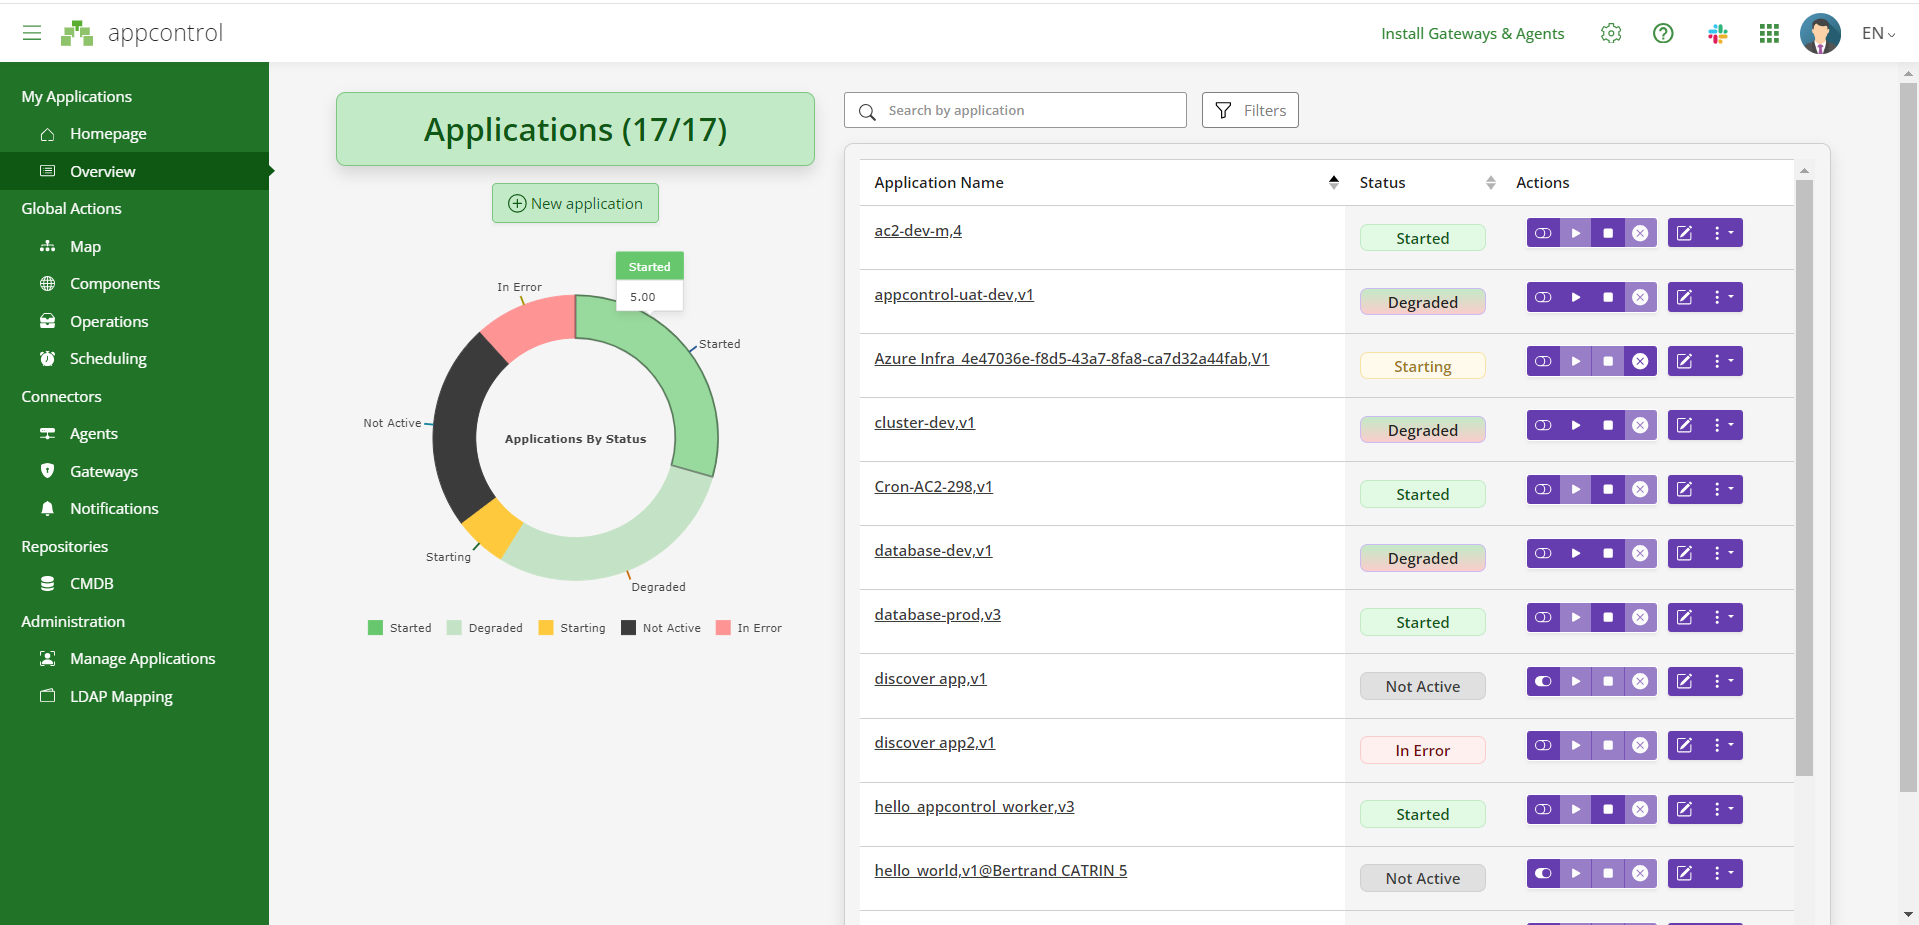 appcontrol
Install Gateways & Agents
EN
My Applications
Homepage
Overview
Global Actions
Map
Components
Operations
Scheduling
Connectors
Agents
Gateways
Notifications
Repositories
CMDB
Administration
Manage Applications
LDAP Mapping
Applications (17/17)
New application
Started
5.00
In Error
Started
Not Active
Applications By Status
Starting
Degraded
Started Degraded Starting Not Active In Error
Search by application
Filters
Application Name Status Actions
ac2-dev-m,4 Started
appcontrol-uat-dev,v1 Degraded
Azure Infra_4e47036e-f8d5-43a7-8fa8-ca7d32a44fab,V1 Starting
cluster-dev,v1 Degraded
Cron-AC2-298,v1 Started
database-dev,v1 Degraded
database-prod,v3 Started
discover app,v1 Not Active
discover app2,v1 In Error
hello_appcontrol_worker,v3 Started
hello_world,v1@Bertrand CATRIN 5 Not Active